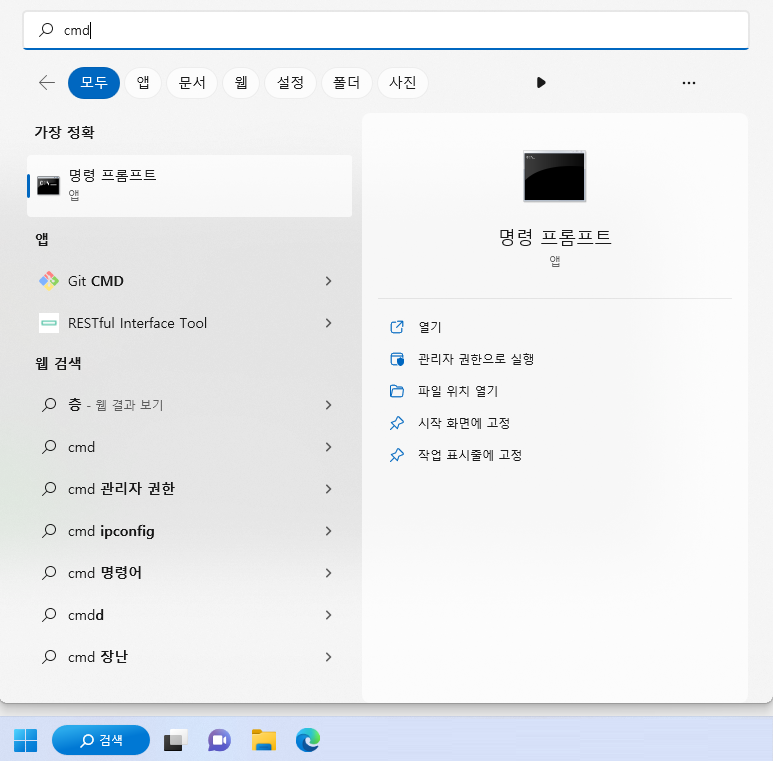 cmd
모두 앱 문서 웹 설정 폴더 사진
가장 정확
명령 프롬프트
앱
앱
Git CMD
RESTful Interface Tool
웹 검색
층 - 웹 결과 보기
cmd
cmd 관리자 권한
cmd ipconfig
cmd 명령어
cmdd
cmd 장난
명령 프롬프트
앱
열기
관리자 권한으로 실행
파일 위치 열기
시작 화면에 고정
작업 표시줄에 고정
검색